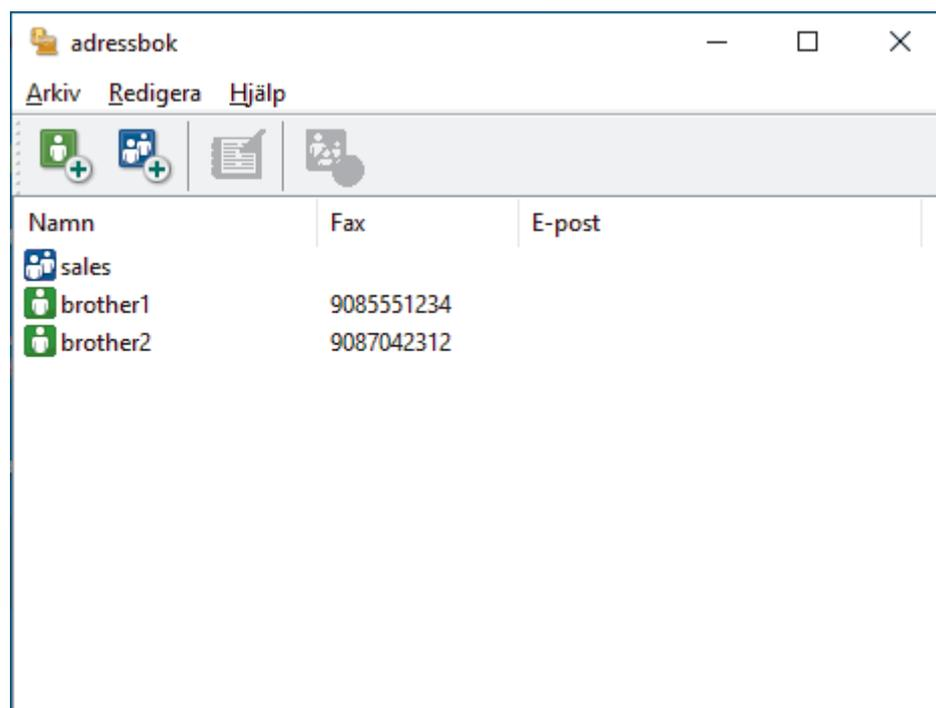 adressbok
Arkiv Redigera Hjälp
Namn Fax E-post
sales
brother1 9085551234
brother2 9087042312